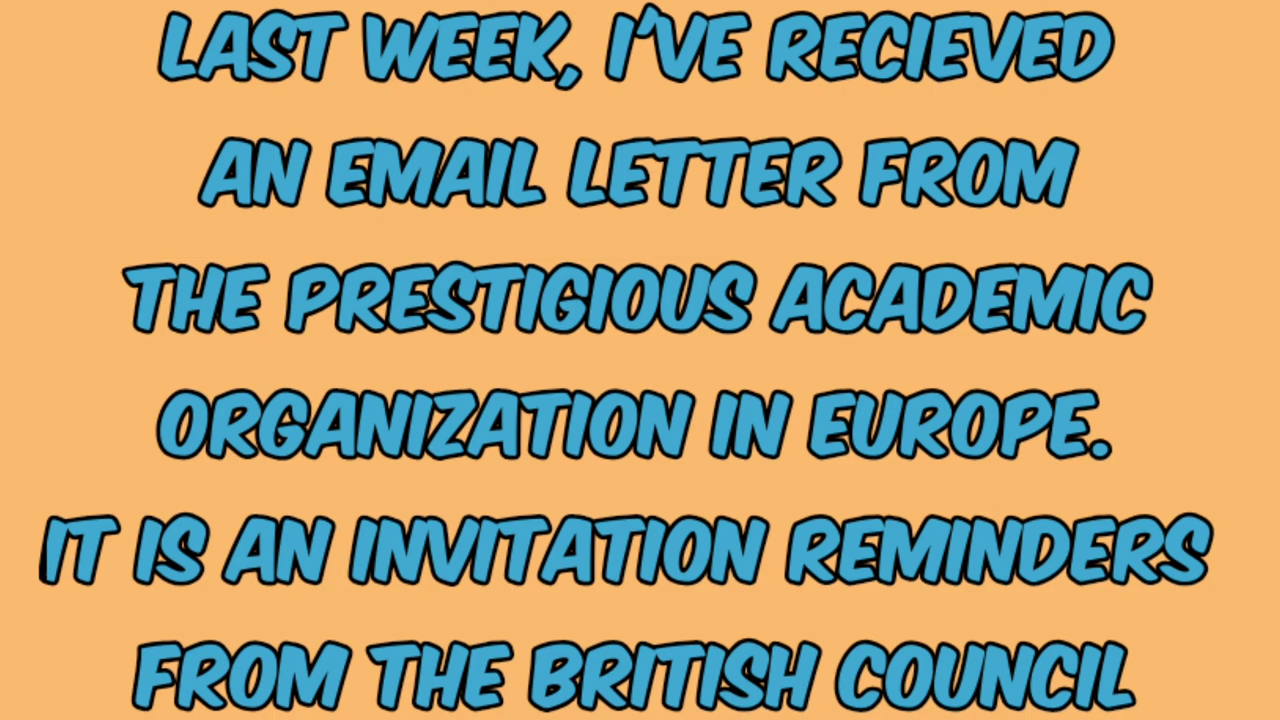 LAST WEEK, I'VE RECIEVED
AN EMAIL LETTER FROM
THE PRESTIGIOUS ACADEMIC
ORGANIZATION IN EUROPE.
IT IS AN INVITATION REMINDERS
FROM THE BRITISH COUNCIL